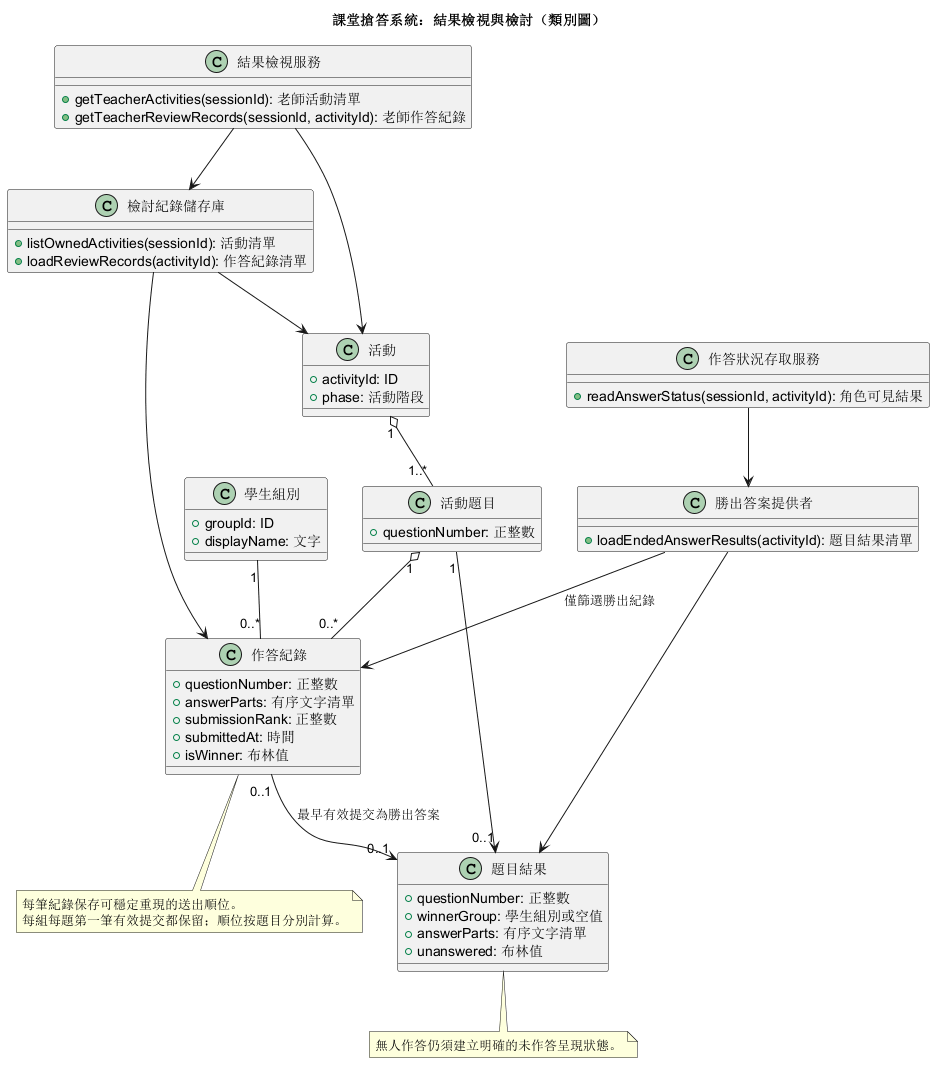 課堂搶答系統：結果檢視與檢討（類別圖）
C 結果檢視服務
getTeacherActivities(sessionId): 老師活動清單
getTeacherReviewRecords(sessionId, activityId): 老師作答紀錄
C 檢討紀錄儲存庫
listOwnedActivities(sessionId): 活動清單
loadReviewRecords(activityId): 作答紀錄清單
C 活動
activityId: ID
phase: 活動階段
C 作答狀況存取服務
readAnswerStatus(sessionId, activityId): 角色可見結果
1
1..*
C 學生組別
groupId: ID
displayName: 文字
C 活動題目
questionNumber: 正整數
C 勝出答案提供者
loadEndedAnswerResults(activityId): 題目結果清單
1
1
1
僅篩選勝出紀錄
0..*
0..*
C 作答紀錄
questionNumber: 正整數
answerParts: 有序文字清單
submissionRank: 正整數
submittedAt: 時間
isWinner: 布林值
0..1
最早有效提交為勝出答案
0..1
0..1
C 題目結果
questionNumber: 正整數
winnerGroup: 學生組別或空值
answerParts: 有序文字清單
unanswered: 布林值
每筆紀錄保存可穩定重現的送出順位。
每組每題第一筆有效提交都保留；順位按題目分別計算。
無人作答仍須建立明確的未作答呈現狀態。